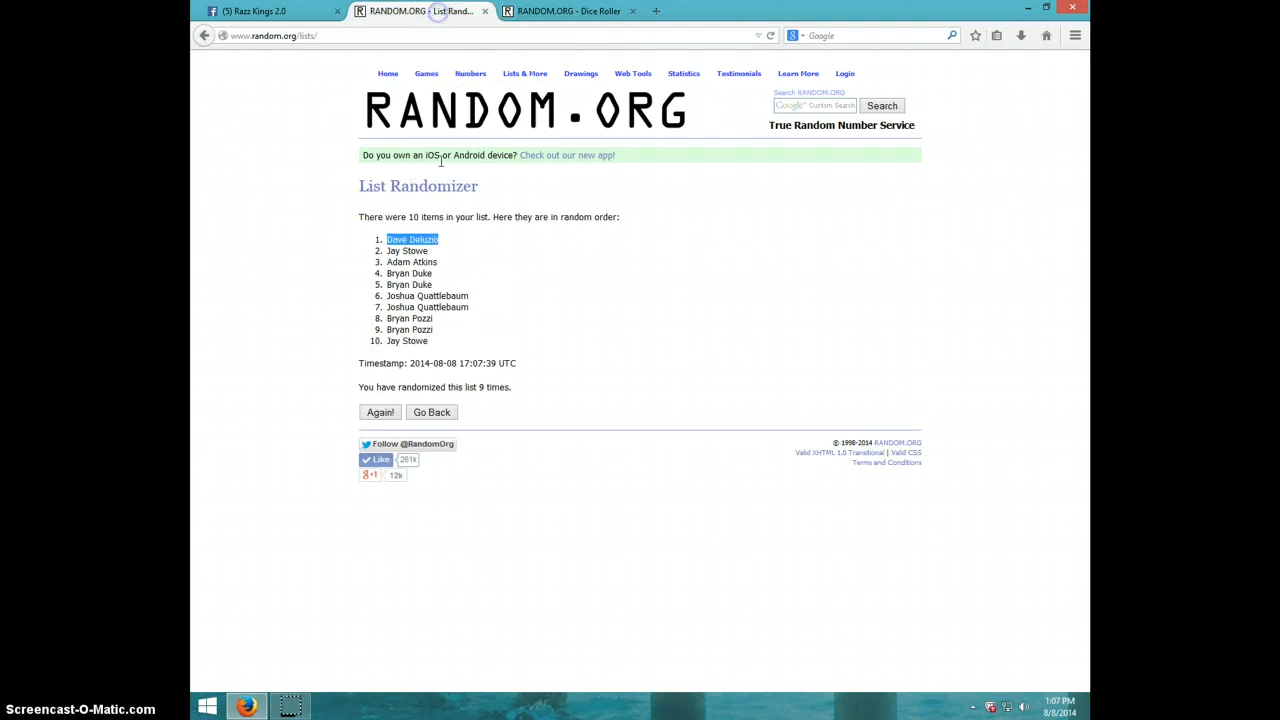 (5) Razz Kings 2.0
RANDOM.ORG - List Rand...
RANDOM.ORG - Dice Roller
www.random.org/lists/
Google
Home Games Numbers Lists & More Drawings Web Tools Statistics Testimonials Learn More Login
RANDOM.ORG
Search RANDOM.ORG
Google™ Custom Search Search
True Random Number Service
Do you own an iOS or Android device? Check out our new app!
List Randomizer
There were 10 items in your list. Here they are in random order:
1. Dave Deluzio
2. Jay Stowe
3. Adam Atkins
4. Bryan Duke
5. Bryan Duke
6. Joshua Quattlebaum
7. Joshua Quattlebaum
8. Bryan Pozzi
9. Bryan Pozzi
10. Jay Stowe
Timestamp: 2014-08-08 17:07:39 UTC
You have randomized this list 9 times.
Again! Go Back
Follow @RandomOrg
Like 261k
g+1 12k
© 1998-2014 RANDOM.ORG
Valid XHTML 1.0 Transitional | Valid CSS
Terms and Conditions
1:07 PM
8/8/2014
Screencast-O-Matic.com